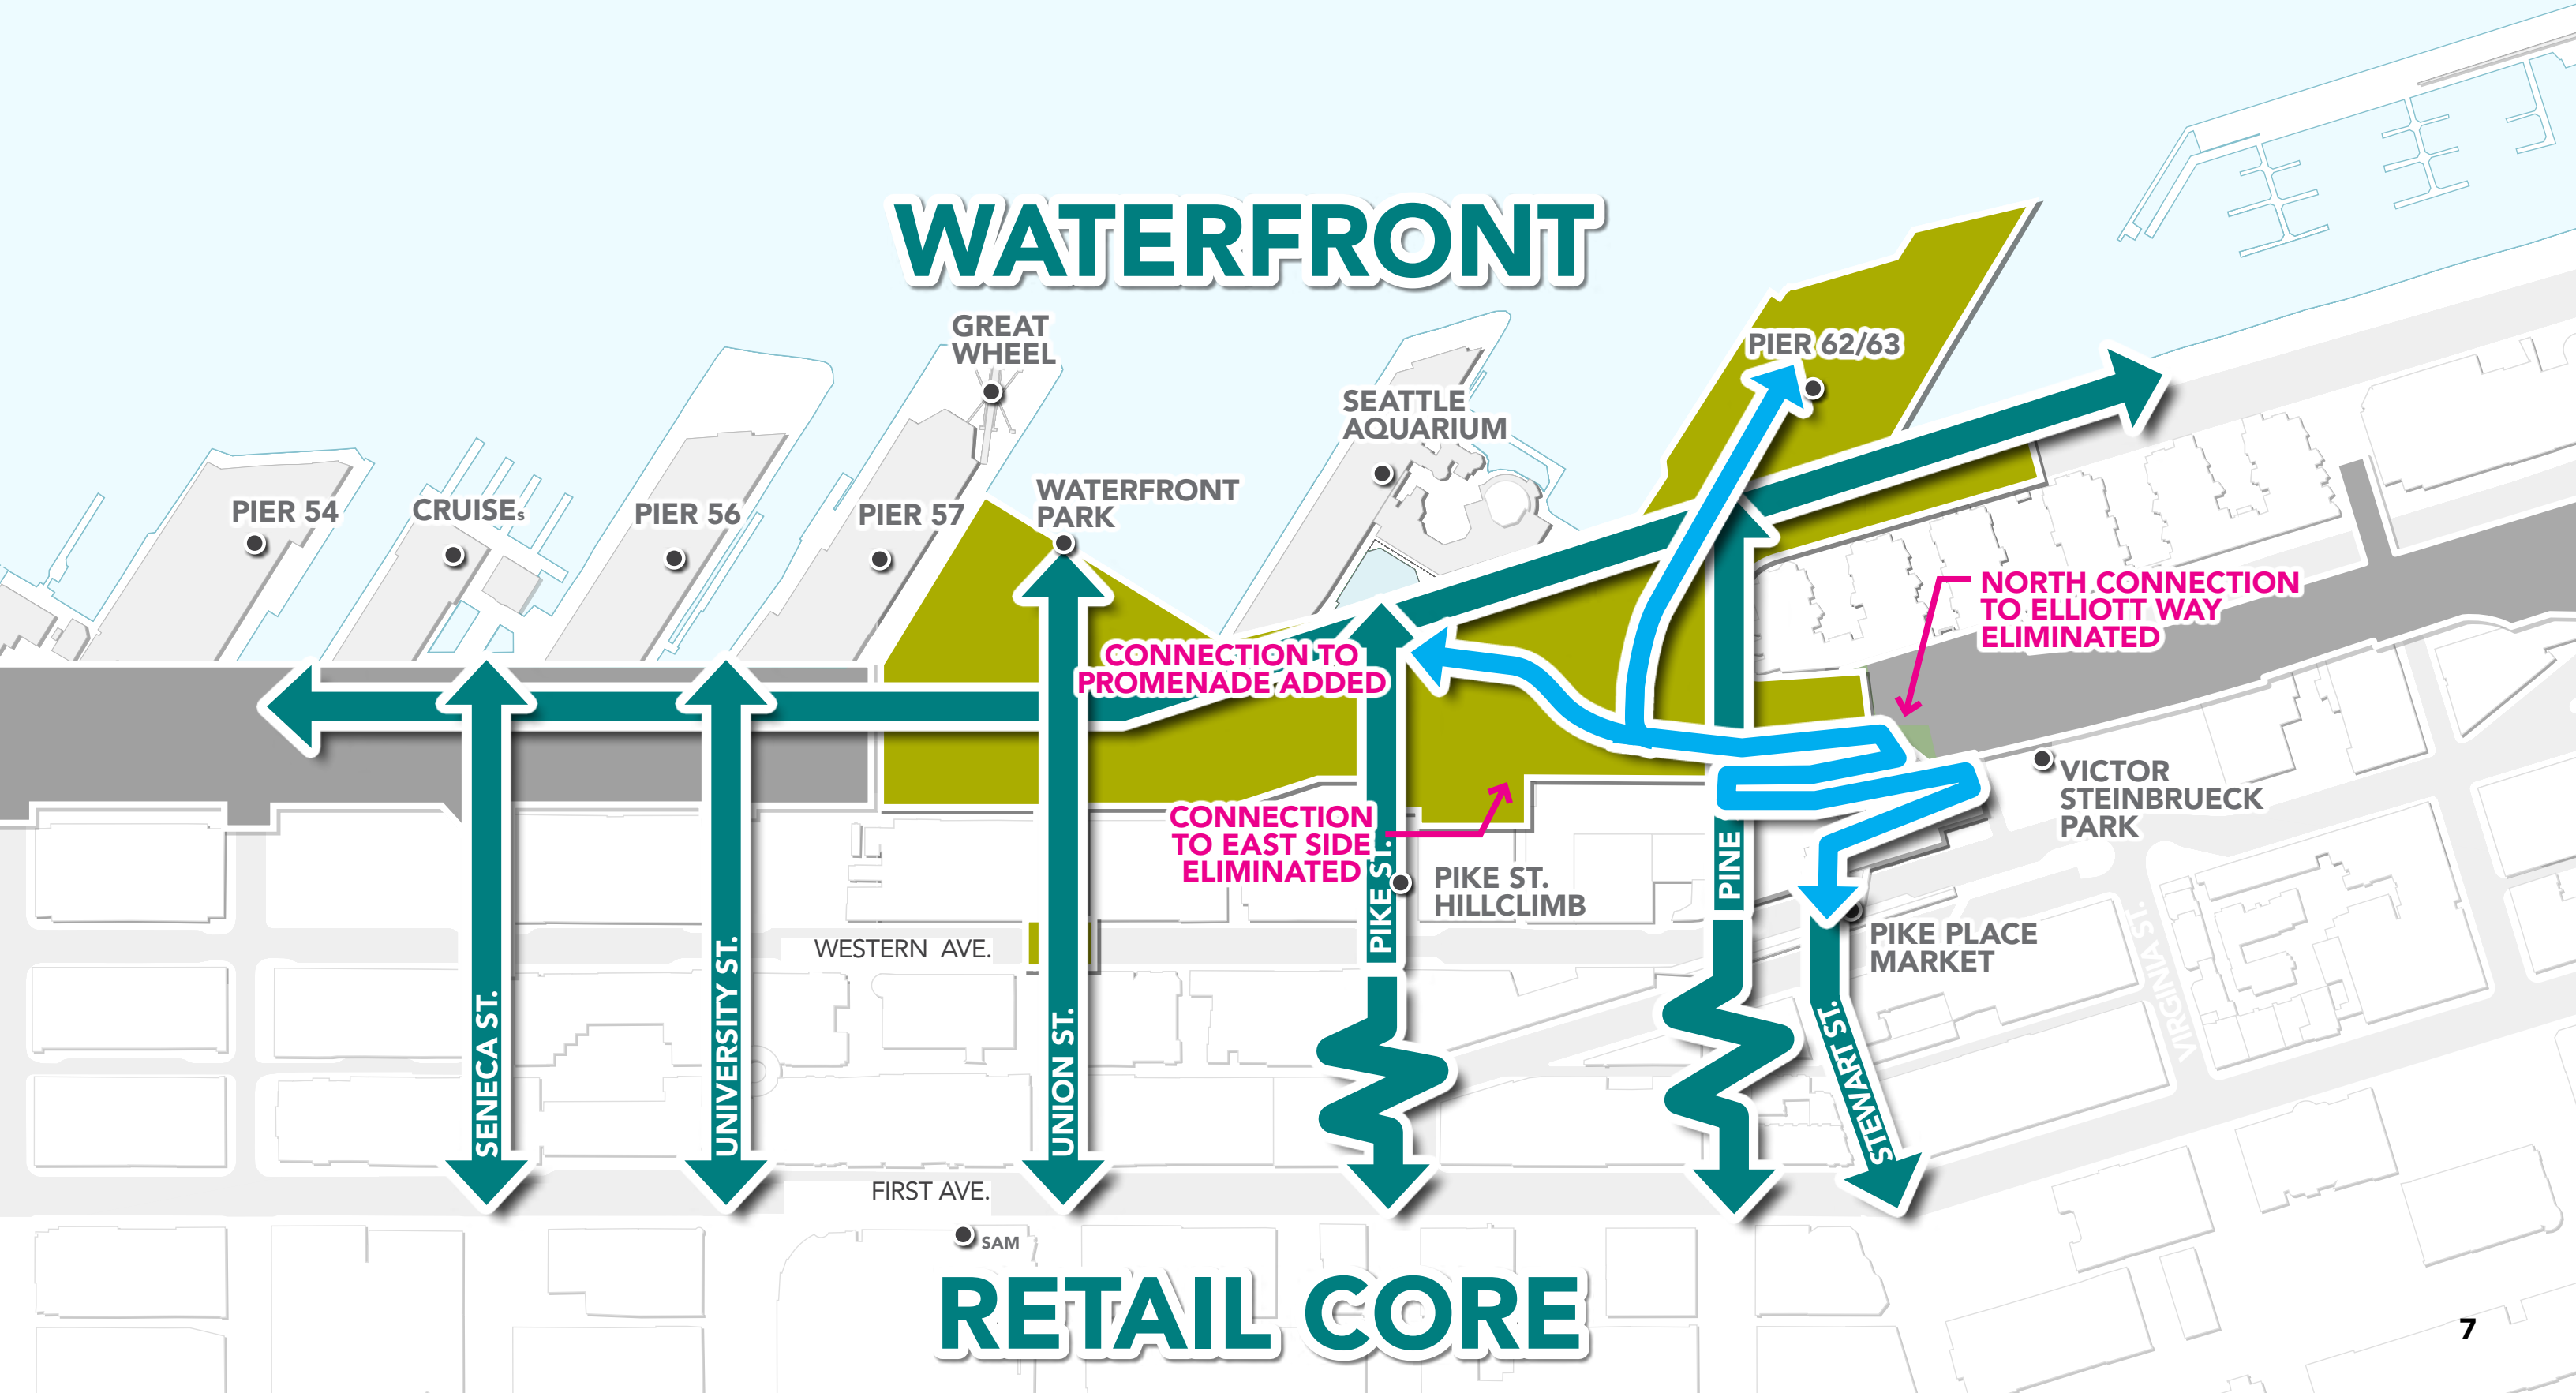 WATERFRONT
GREAT
WHEEL
PIER 62/63
SEATTLE
AQUARIUM
PIER 54
CRUISEs
PIER 56
PIER 57
WATERFRONT
PARK
NORTH CONNECTION
TO ELLIOTT WAY
ELIMINATED
CONNECTION TO
PROMENADE ADDED
VICTOR
STEINBRUECK
PARK
CONNECTION
TO EAST SIDE
ELIMINATED
PIKE ST.
PINE
PIKE ST.
HILLCLIMB
PIKE PLACE
MARKET
WESTERN AVE.
VIRGINIA ST.
SENECA ST.
UNIVERSITY ST.
UNION ST.
STEWART ST.
FIRST AVE.
SAM
RETAIL CORE
7